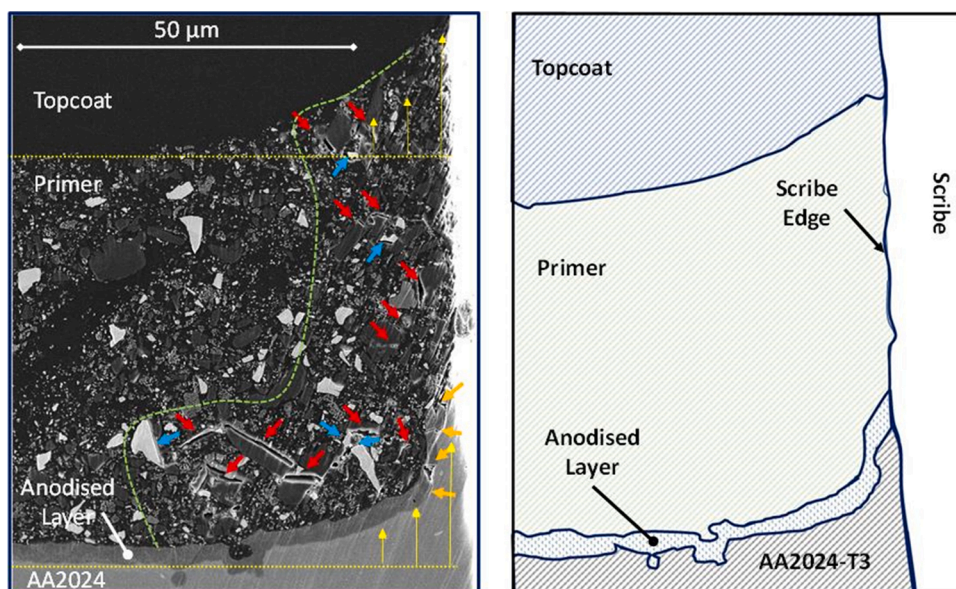 50 µm
Topcoat
Primer
Anodised
Layer
AA2024
Topcoat
Primer
Scribe
Edge
Scribe
Anodised
Layer
AA2024-T3